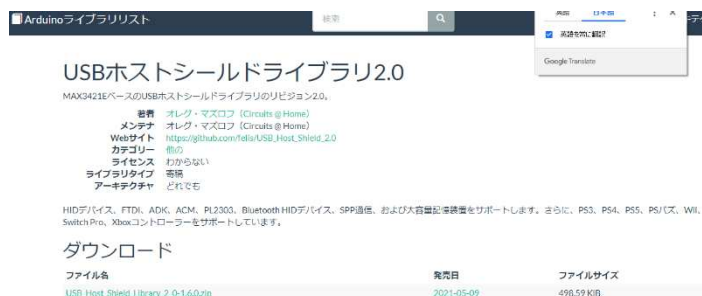 Arduinoライブラリリスト
検索
英語 日本語
英語を常に翻訳
Google Translate
USBホストシールドライブラリ2.0
MAX3421EベースのUSBホストシールドライブラリのリビジョン2.0。
著者 オレグ・マズロフ（Circuits @ Home）
メンテナ オレグ・マズロフ（Circuits @ Home）
Webサイト https://github.com/felis/USB_Host_Shield_2.0
カテゴリー 他の
ライセンス わからない
ライブラリタイプ 寄稿
アーキテクチャ どれでも
HIDデバイス、FTDI、ADK、ACM、PL2303、Bluetooth HIDデバイス、SPP通信、および大容量記憶装置をサポートします。さらに、PS3、PS4、PS5、PSバズ、Wii、
Switch Pro、Xboxコントローラーをサポートしています。
ダウンロード
ファイル名 発売日 ファイルサイズ
USB_Host_Shield_Library_2_0-1.6.0.zip 2021-05-09 498.59 KiB